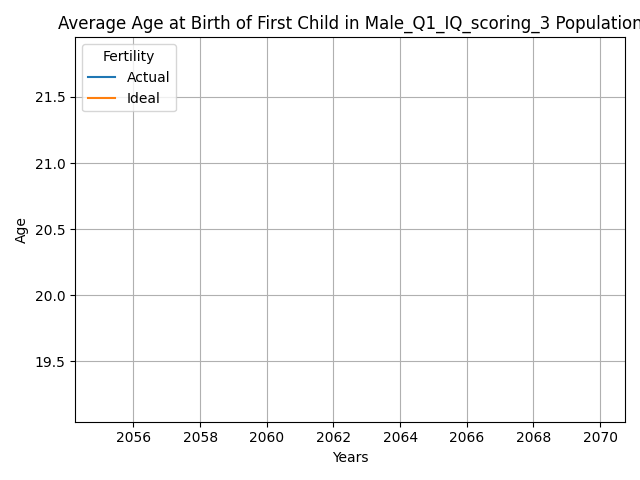 Average Age at Birth of First Child in Male_Q1_IQ_scoring_3 Population
Fertility
Actual
Ideal
21.5
21.0
20.5
20.0
19.5
Age
2056 2058 2060 2062 2064 2066 2068 2070
Years